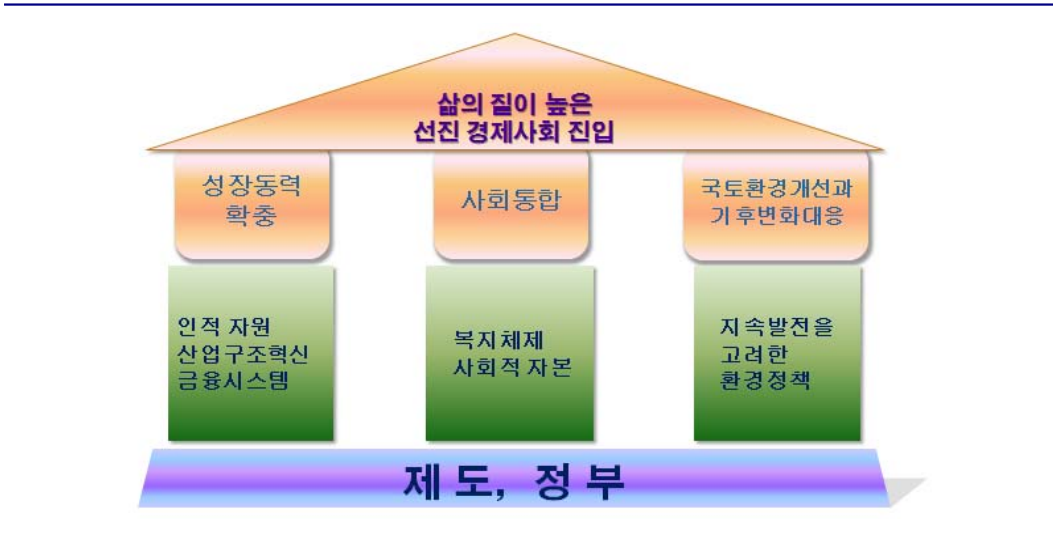 삶의 질이 높은
선진 경제사회 진입
성장동력
확충
사회통합
국토환경개선과
기후변화대응
인적 자원
산업구조혁신
금융시스템
복지체제
사회적 자본
지속발전을
고려한
환경정책
제도, 정부